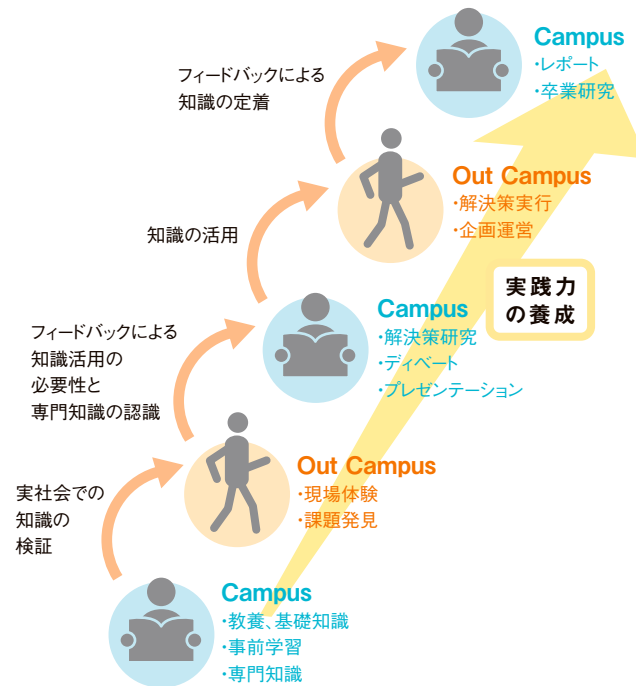 Campus
・レポート
・卒業研究
フィードバックによる
知識の定着
Out Campus
・解決策実行
・企画運営
知識の活用
実践力
の養成
Campus
・解決策研究
・ディベート
・プレゼンテーション
フィードバックによる
知識活用の
必要性と
専門知識の認識
Out Campus
・現場体験
・課題発見
実社会での
知識の
検証
Campus
・教養、基礎知識
・事前学習
・専門知識